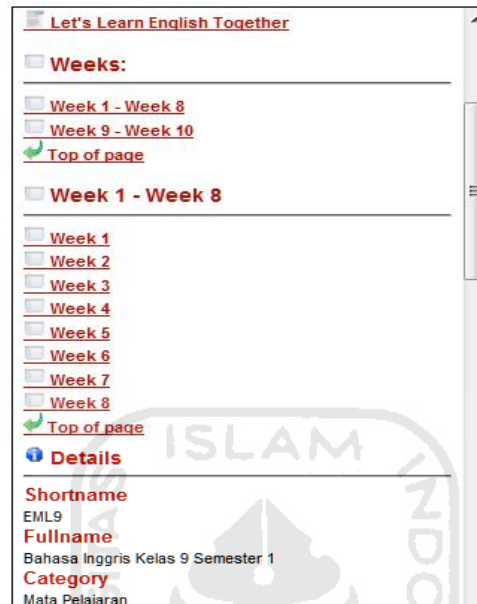 Let's Learn English Together
Weeks:
Week 1 - Week 8
Week 9 - Week 10
Top of page
Week 1 - Week 8
Week 1
Week 2
Week 3
Week 4
Week 5
Week 6
Week 7
Week 8
Top of page
Details
Shortname
EML9
Fullname
Bahasa Inggris Kelas 9 Semester 1
Category
Mata Pelajaran
ISLAM